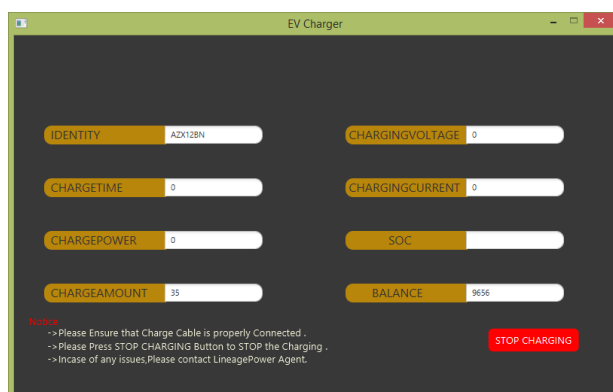 EV Charger
IDENTITY AZX12BN CHARGINGVOLTAGE 0
CHARGETIME 0 CHARGINGCURRENT 0
CHARGEPOWER 0 SOC
CHARGEAMOUNT 35 BALANCE 9656
Notice
->Please Ensure that Charge Cable is properly Connected .
->Please Press STOP CHARGING Button to STOP the Charging .
->Incase of any issues,Please contact LineagePower Agent.
STOP CHARGING